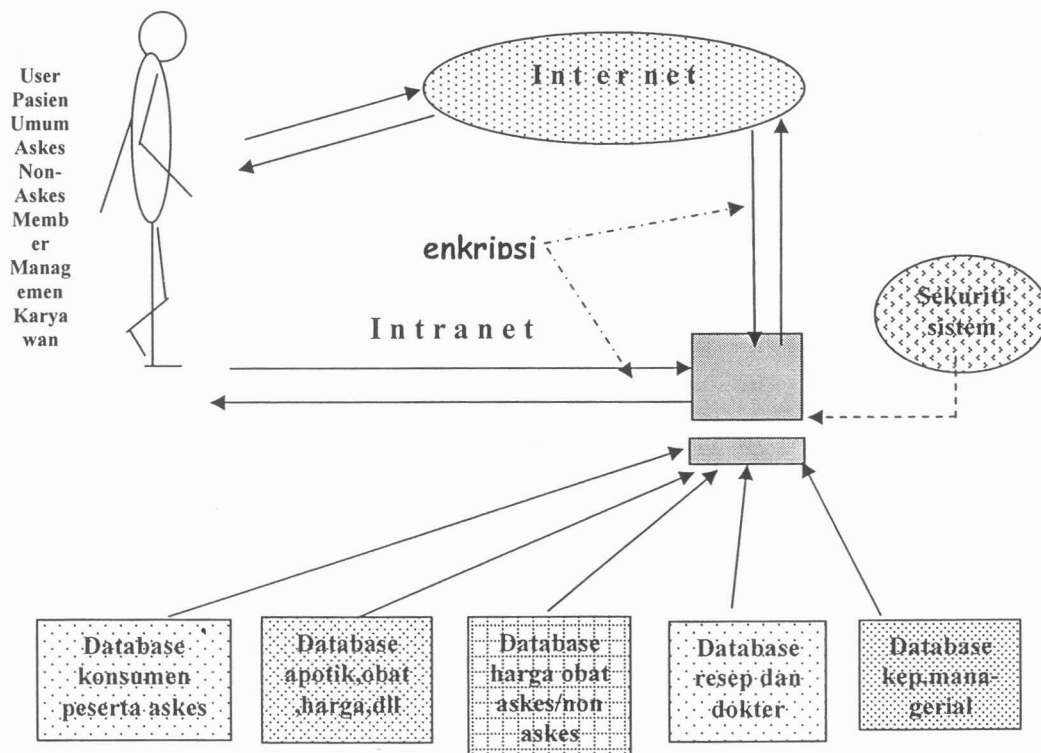 User
Pasien
Umum
Askes
Non-
Askes
Memb
er
Manag
emen
Karya
wan
I n t e r n e t
enkripsi
I n t r a n e t
Sekuriti
sistem
Database
konsumen
peserta askes
Database
apotik,obat
,harga,dll
Database
harga obat
askes/non
askes
Database
resep dan
dokter
Database
kep.mana-
gerial